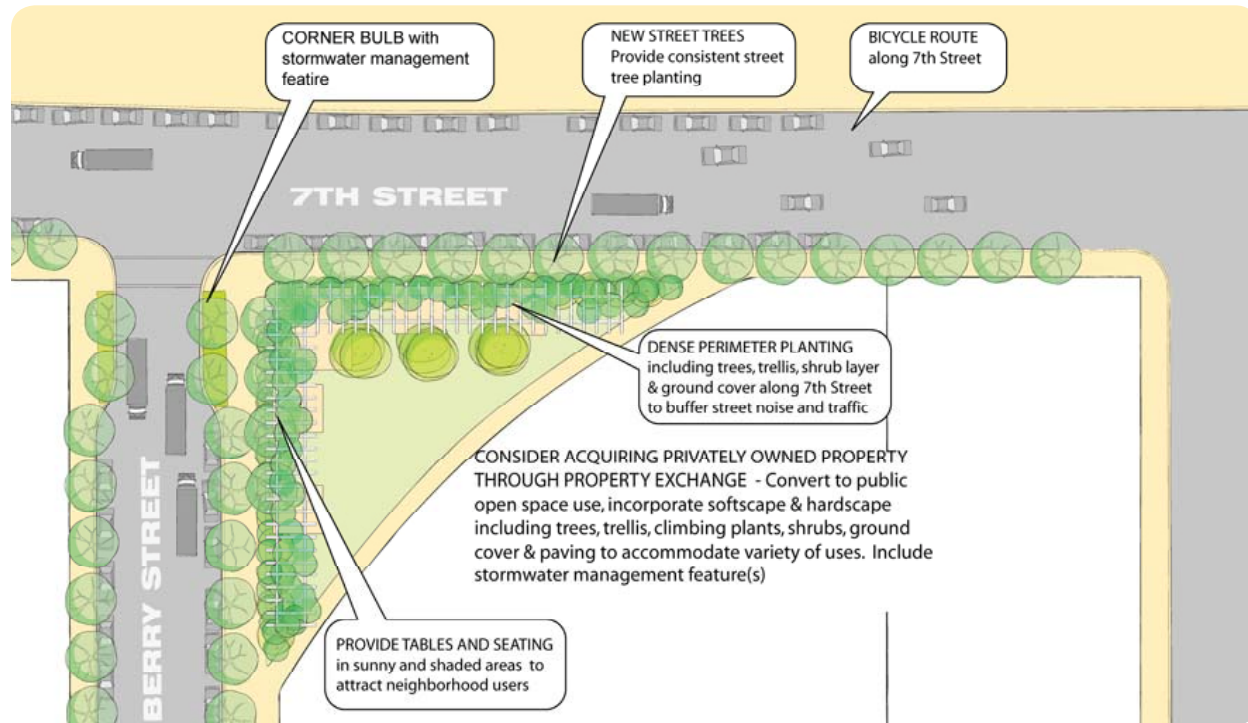 CORNER BULB with
stormwater management
featire
NEW STREET TREES
Provide consistent street
tree planting
BICYCLE ROUTE
along 7th Street
7TH STREET
DENSE PERIMETER PLANTING
including trees, trellis, shrub layer
& ground cover along 7th Street
to buffer street noise and traffic
CONSIDER ACQUIRING PRIVATELY OWNED PROPERTY
THROUGH PROPERTY EXCHANGE - Convert to public
open space use, incorporate softscape & hardscape
including trees, trellis, climbing plants, shrubs, ground
cover & paving to accommodate variety of uses. Include
stormwater management feature(s)
BERRY STREET
PROVIDE TABLES AND SEATING
in sunny and shaded areas to
attract neighborhood users